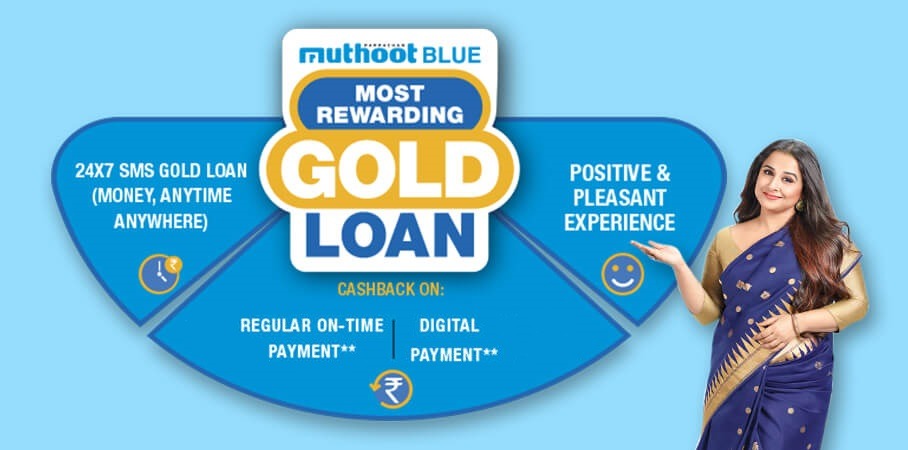 PAPPACHAN
muthoot BLUE
MOST
REWARDING
GOLD
LOAN
24X7 SMS GOLD LOAN
(MONEY, ANYTIME
ANYWHERE)
₹
POSITIVE &
PLEASANT
EXPERIENCE
CASHBACK ON:
REGULAR ON-TIME
PAYMENT**
DIGITAL
PAYMENT**
₹